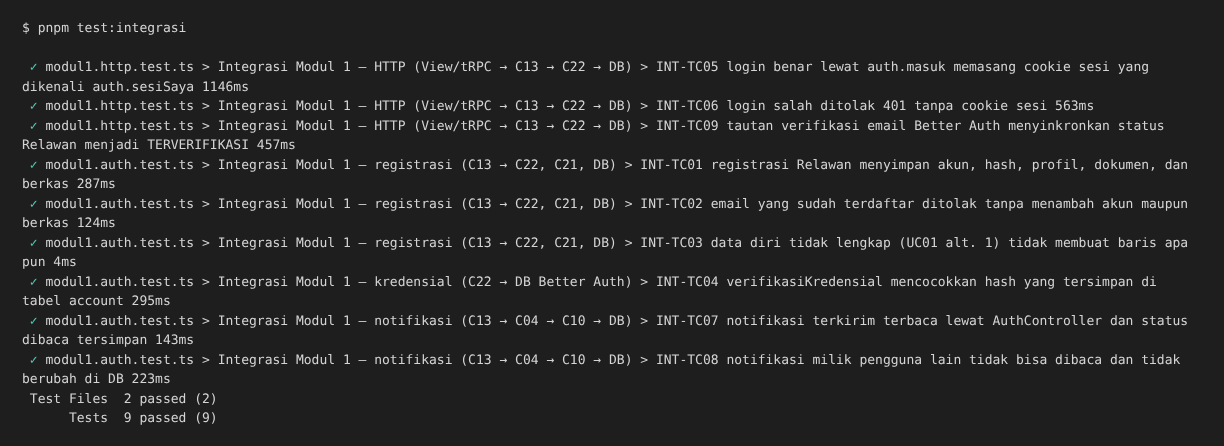 $ pnpm test:integrasi
✓ modul1.http.test.ts > Integrasi Modul 1 — HTTP (View/tRPC → C13 → C22 → DB) > INT-TC05 login benar lewat auth.masuk memasang cookie sesi yang
dikenali auth.sesiSaya 1146ms
✓ modul1.http.test.ts > Integrasi Modul 1 — HTTP (View/tRPC → C13 → C22 → DB) > INT-TC06 login salah ditolak 401 tanpa cookie sesi 563ms
✓ modul1.http.test.ts > Integrasi Modul 1 — HTTP (View/tRPC → C13 → C22 → DB) > INT-TC09 tautan verifikasi email Better Auth menyinkronkan status
Relawan menjadi TERVERIFIKASI 457ms
✓ modul1.auth.test.ts > Integrasi Modul 1 — registrasi (C13 → C22, C21, DB) > INT-TC01 registrasi Relawan menyimpan akun, hash, profil, dokumen, dan
berkas 287ms
✓ modul1.auth.test.ts > Integrasi Modul 1 — registrasi (C13 → C22, C21, DB) > INT-TC02 email yang sudah terdaftar ditolak tanpa menambah akun maupun
berkas 124ms
✓ modul1.auth.test.ts > Integrasi Modul 1 — registrasi (C13 → C22, C21, DB) > INT-TC03 data diri tidak lengkap (UC01 alt. 1) tidak membuat baris apa
pun 4ms
✓ modul1.auth.test.ts > Integrasi Modul 1 — kredensial (C22 → DB Better Auth) > INT-TC04 verifikasiKredensial mencocokkan hash yang tersimpan di
tabel account 295ms
✓ modul1.auth.test.ts > Integrasi Modul 1 — notifikasi (C13 → C04 → C10 → DB) > INT-TC07 notifikasi terkirim terbaca lewat AuthController dan status
dibaca tersimpan 143ms
✓ modul1.auth.test.ts > Integrasi Modul 1 — notifikasi (C13 → C04 → C10 → DB) > INT-TC08 notifikasi milik pengguna lain tidak bisa dibaca dan tidak
berubah di DB 223ms
Test Files  2 passed (2)
Tests  9 passed (9)